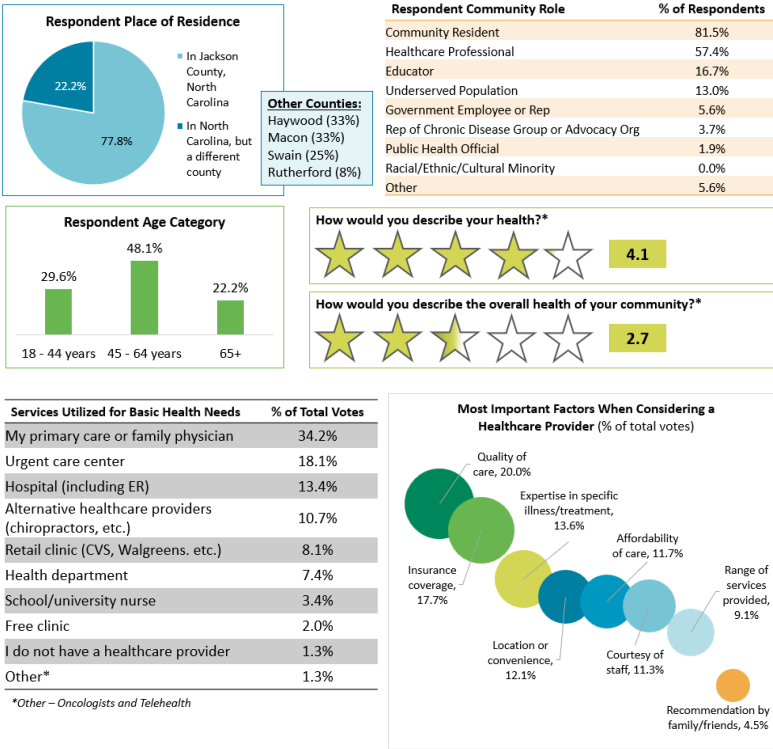 Respondent Place of Residence
22.2%
77.8%
In Jackson
County,
North
Carolina
In North
Carolina, but
a different
county
Other Counties:
Haywood (33%)
Macon (33%)
Swain (25%)
Rutherford (8%)
Respondent Community Role % of Respondents
Community Resident 81.5%
Healthcare Professional 57.4%
Educator 16.7%
Underserved Population 13.0%
Government Employee or Rep 5.6%
Rep of Chronic Disease Group or Advocacy Org 3.7%
Public Health Official 1.9%
Racial/Ethnic/Cultural Minority 0.0%
Other 5.6%
Respondent Age Category
29.6%
48.1%
22.2%
18 - 44 years 45 - 64 years 65+
How would you describe your health?*
4.1
How would you describe the overall health of your community?*
2.7
Services Utilized for Basic Health Needs % of Total Votes
My primary care or family physician 34.2%
Urgent care center 18.1%
Hospital (including ER) 13.4%
Alternative healthcare providers
(chiropractors, etc.) 10.7%
Retail clinic (CVS, Walgreens. etc.) 8.1%
Health department 7.4%
School/university nurse 3.4%
Free clinic 2.0%
I do not have a healthcare provider 1.3%
Other* 1.3%
*Other – Oncologists and Telehealth
Most Important Factors When Considering a
Healthcare Provider (% of total votes)
Quality of
care, 20.0%
Insurance
coverage,
17.7%
Expertise in specific
illness/treatment,
13.6%
Location or
convenience,
12.1%
Affordability
of care, 11.7%
Courtesy of
staff, 11.3%
Range of
services
provided,
9.1%
Recommendation by
family/friends, 4.5%